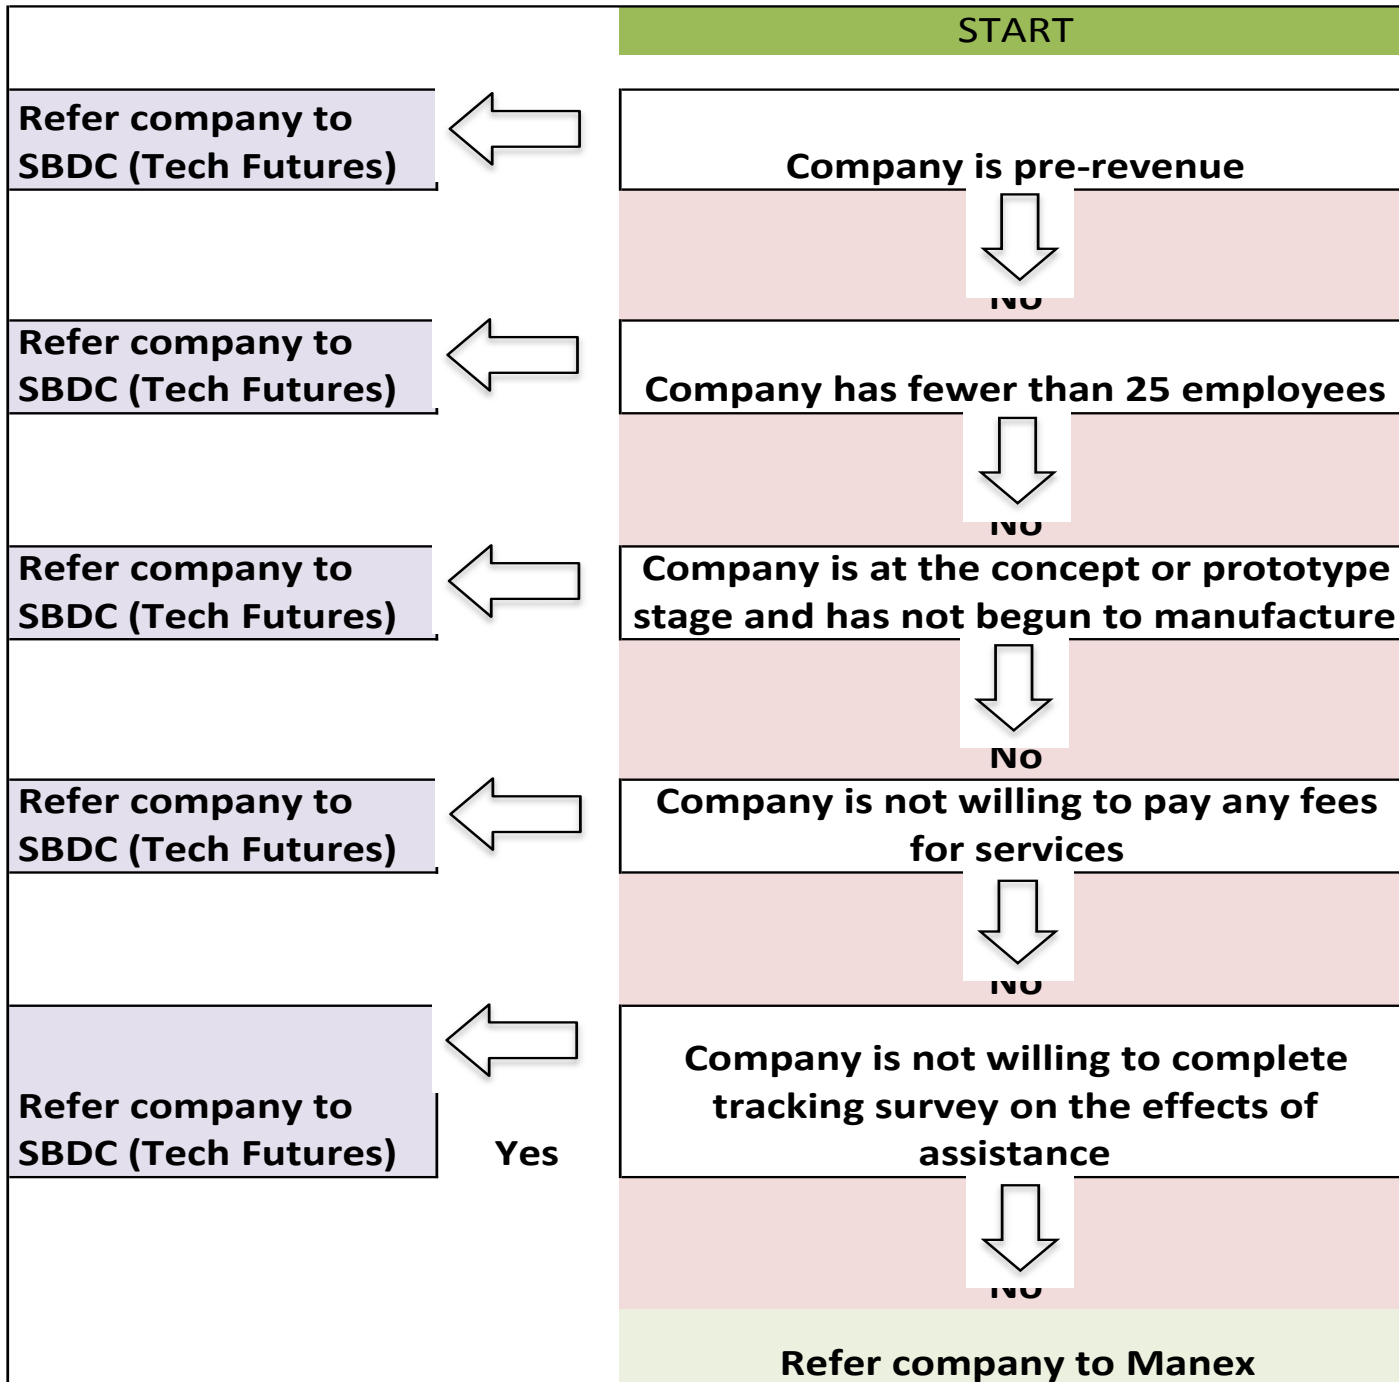 START
Refer company to
SBDC (Tech Futures)
Company is pre-revenue
No
Refer company to
SBDC (Tech Futures)
Company has fewer than 25 employees
No
Refer company to
SBDC (Tech Futures)
Company is at the concept or prototype
stage and has not begun to manufacture
No
Refer company to
SBDC (Tech Futures)
Company is not willing to pay any fees
for services
No
Refer company to
SBDC (Tech Futures)
Yes
Company is not willing to complete
tracking survey on the effects of
assistance
No
Refer company to Manex